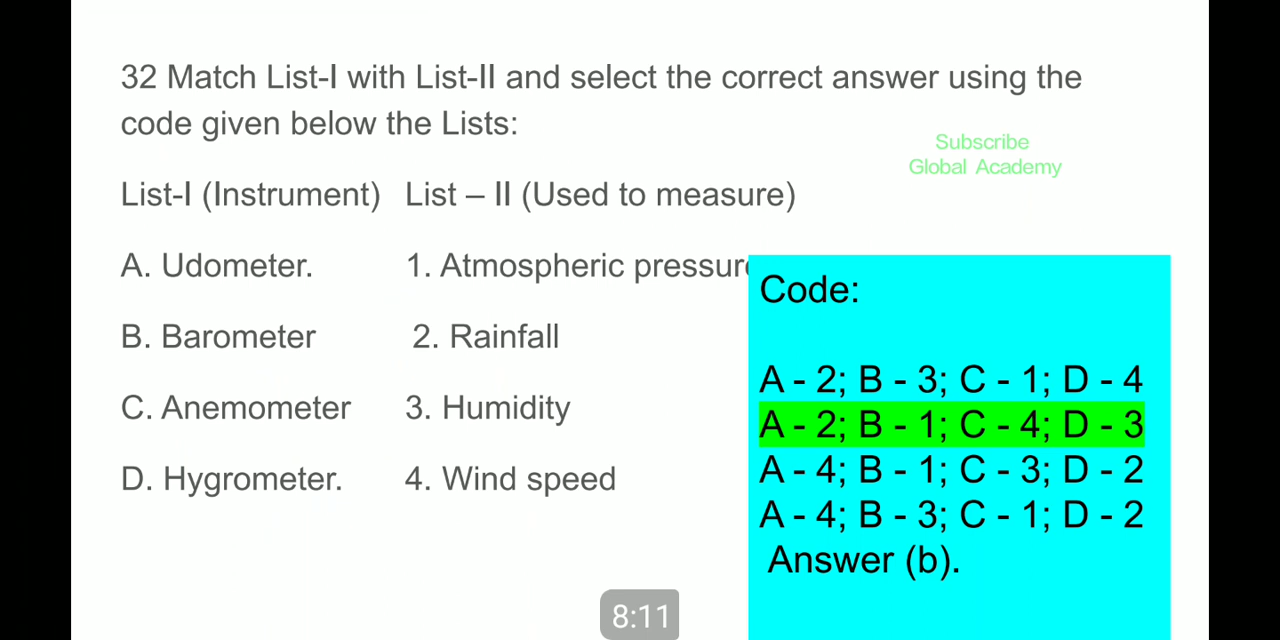 32 Match List-I with List-II and select the correct answer using the
code given below the Lists:
Subscribe
Global Academy
List-I (Instrument) List – II (Used to measure)
A. Udometer. 1. Atmospheric pressure
B. Barometer 2. Rainfall
C. Anemometer 3. Humidity
D. Hygrometer. 4. Wind speed
Code:
A - 2; B - 3; C - 1; D - 4
A - 2; B - 1; C - 4; D - 3
A - 4; B - 1; C - 3; D - 2
A - 4; B - 3; C - 1; D - 2
Answer (b).
8:11